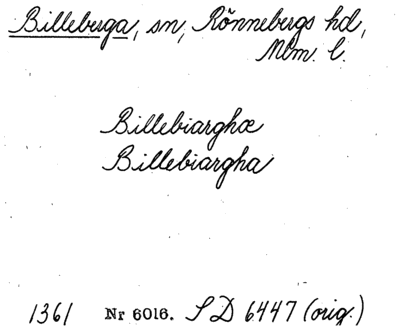 Billeberga, sn, Rönnebergs hd,
Mlm. l.
Billebiarghæ
Billebiargha
1361 Nr 6016. SD 6447 (orig.)